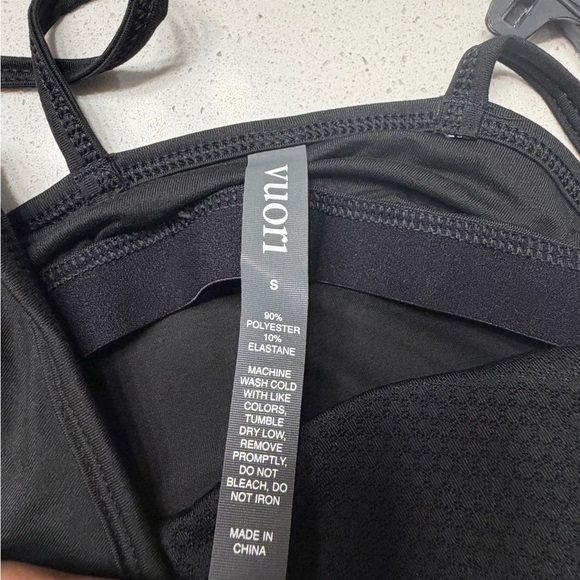 vuori
S
90%
POLYESTER
10%
ELASTANE
MACHINE
WASH COLD
WITH LIKE
COLORS,
TUMBLE
DRY LOW,
REMOVE
PROMPTLY,
DO NOT
BLEACH, DO
NOT IRON
MADE IN
CHINA